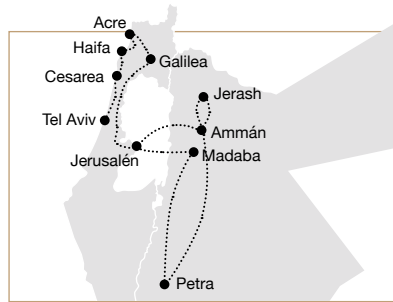 Acre
Haifa
Galilea
Cesarea
Jerash
Tel Aviv
Ammán
Jerusalén
Madaba
Petra